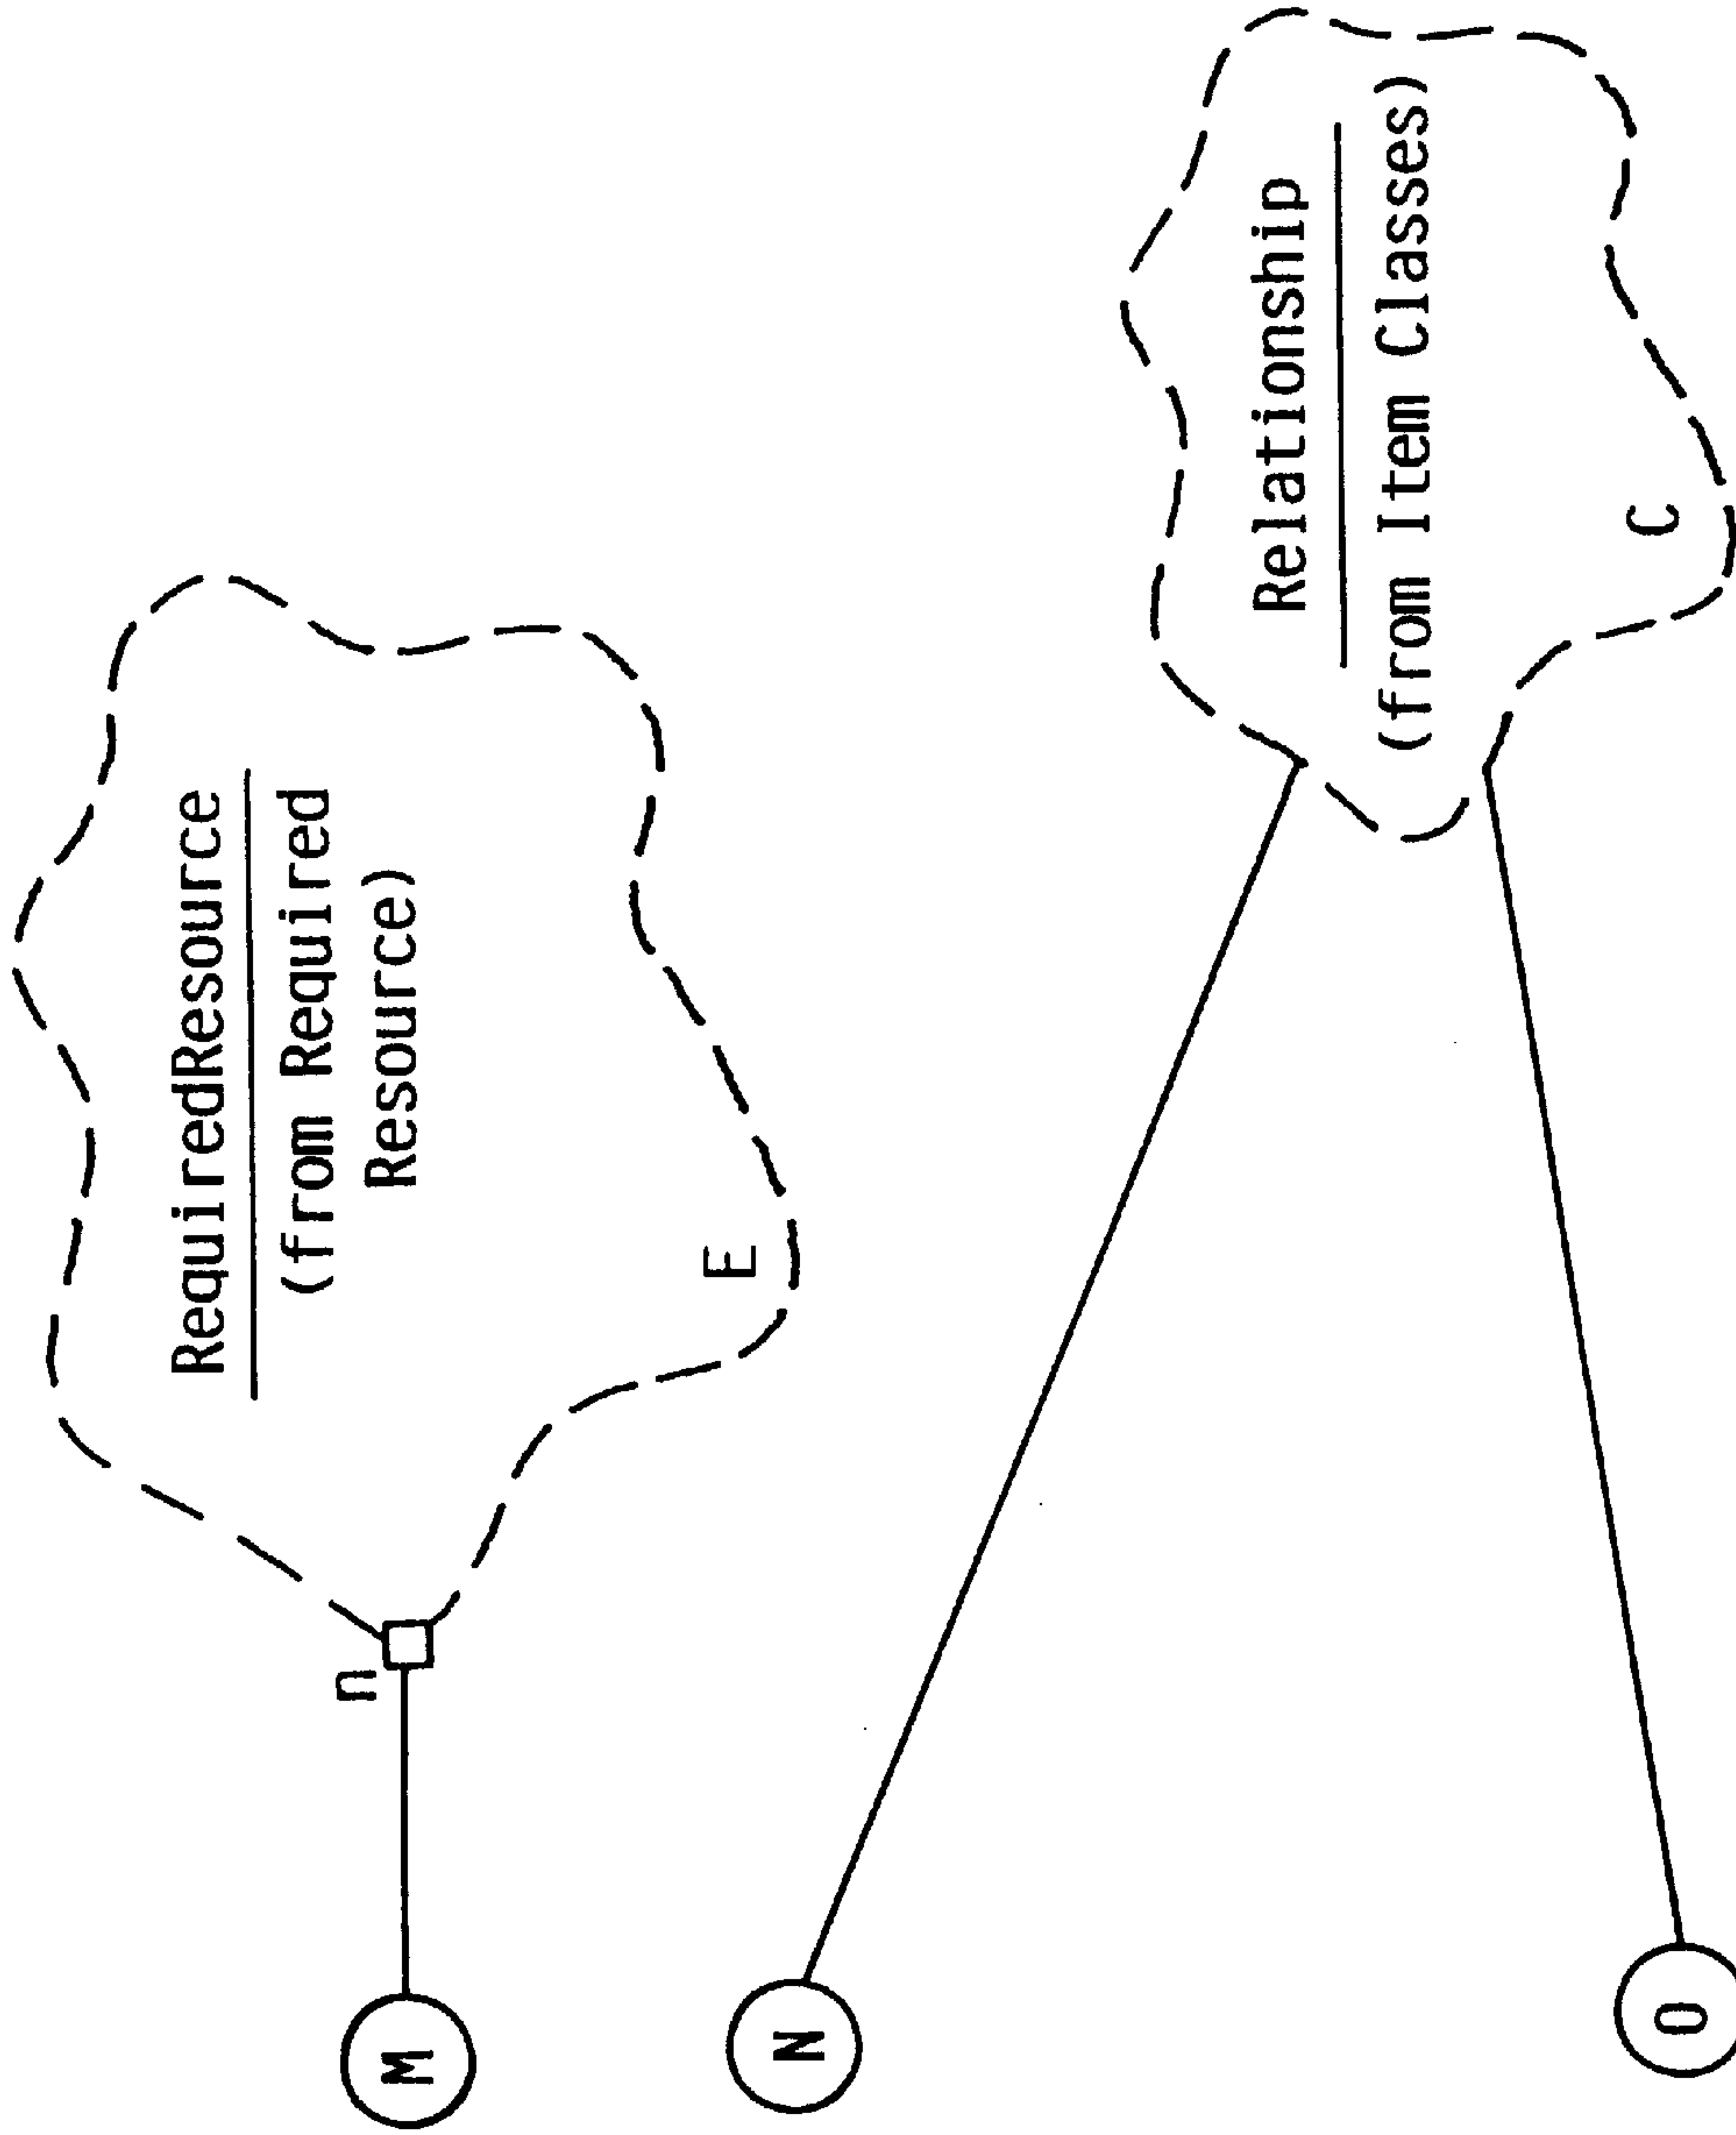 RequiredResource
(from Required
Resource)
n
M
E
N
Relationship
(from Item Classes)
C
O